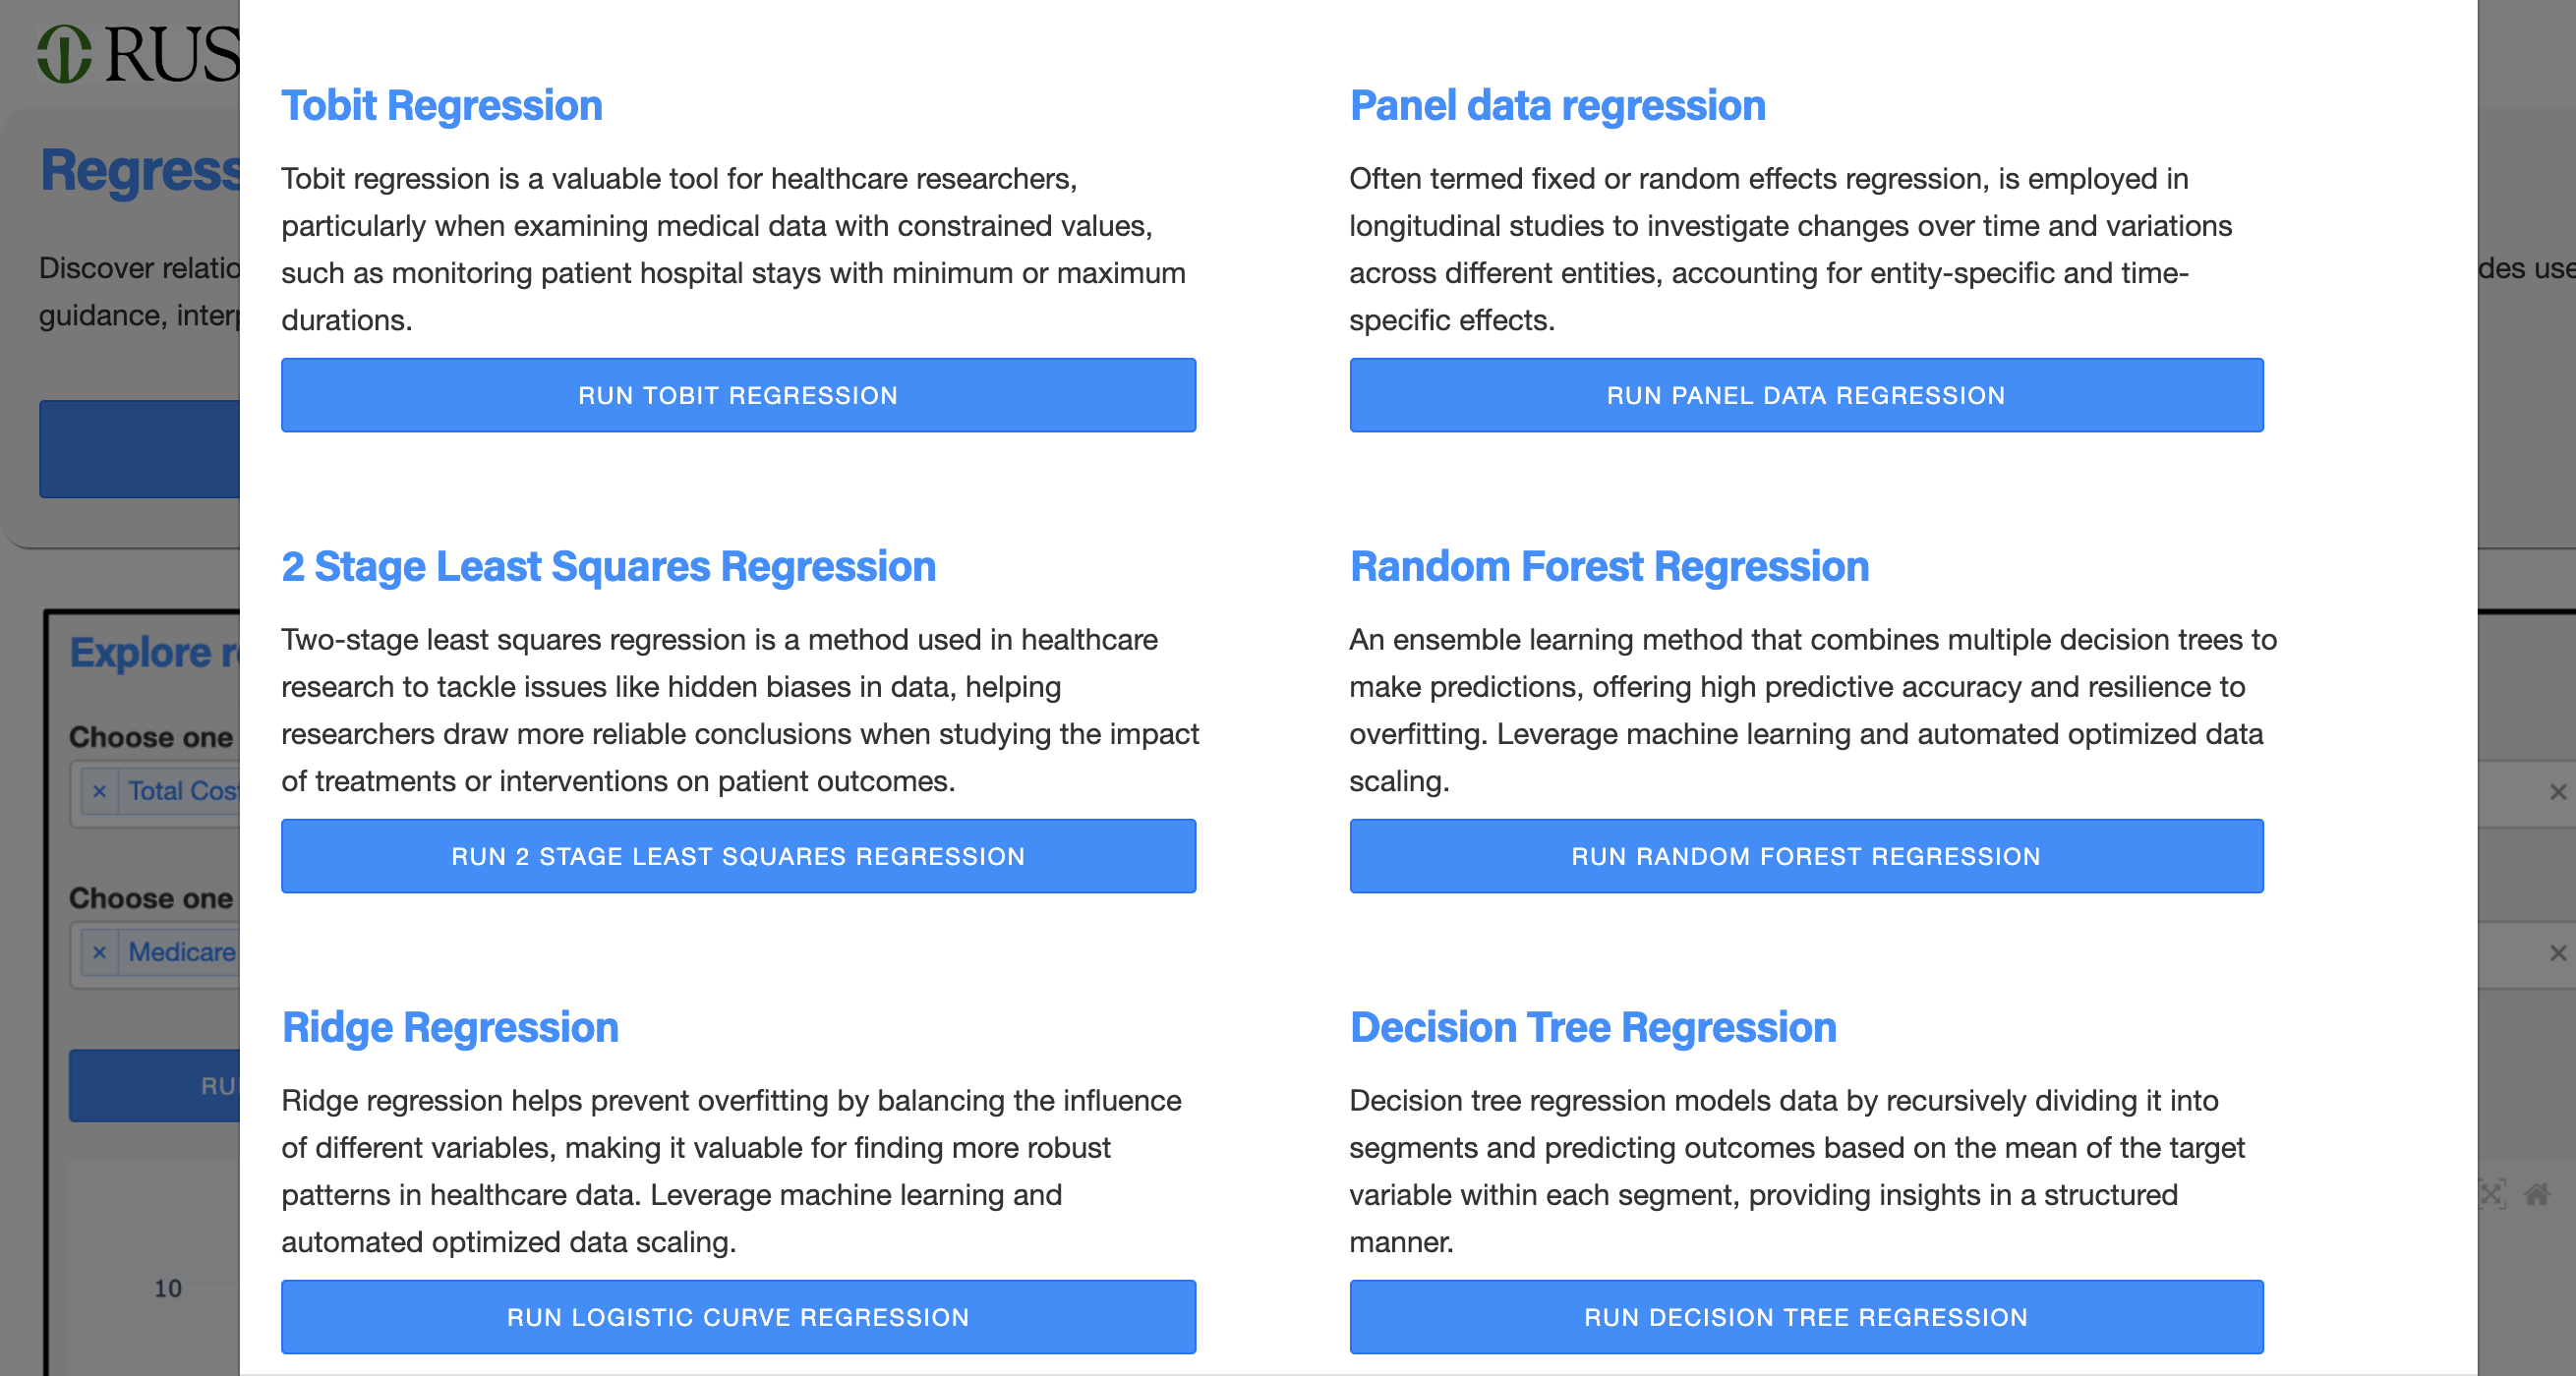 RUS
Regress
Discover relatio
guidance, inter
des use
Explore r
Choose one
× Total Cos
×
Choose one
× Medicare
×
RU
10
Tobit Regression
Tobit regression is a valuable tool for healthcare researchers,
particularly when examining medical data with constrained values,
such as monitoring patient hospital stays with minimum or maximum
durations.
RUN TOBIT REGRESSION
Panel data regression
Often termed fixed or random effects regression, is employed in
longitudinal studies to investigate changes over time and variations
across different entities, accounting for entity-specific and time-
specific effects.
RUN PANEL DATA REGRESSION
2 Stage Least Squares Regression
Two-stage least squares regression is a method used in healthcare
research to tackle issues like hidden biases in data, helping
researchers draw more reliable conclusions when studying the impact
of treatments or interventions on patient outcomes.
RUN 2 STAGE LEAST SQUARES REGRESSION
Random Forest Regression
An ensemble learning method that combines multiple decision trees to
make predictions, offering high predictive accuracy and resilience to
overfitting. Leverage machine learning and automated optimized data
scaling.
RUN RANDOM FOREST REGRESSION
Ridge Regression
Ridge regression helps prevent overfitting by balancing the influence
of different variables, making it valuable for finding more robust
patterns in healthcare data. Leverage machine learning and
automated optimized data scaling.
RUN LOGISTIC CURVE REGRESSION
Decision Tree Regression
Decision tree regression models data by recursively dividing it into
segments and predicting outcomes based on the mean of the target
variable within each segment, providing insights in a structured
manner.
RUN DECISION TREE REGRESSION